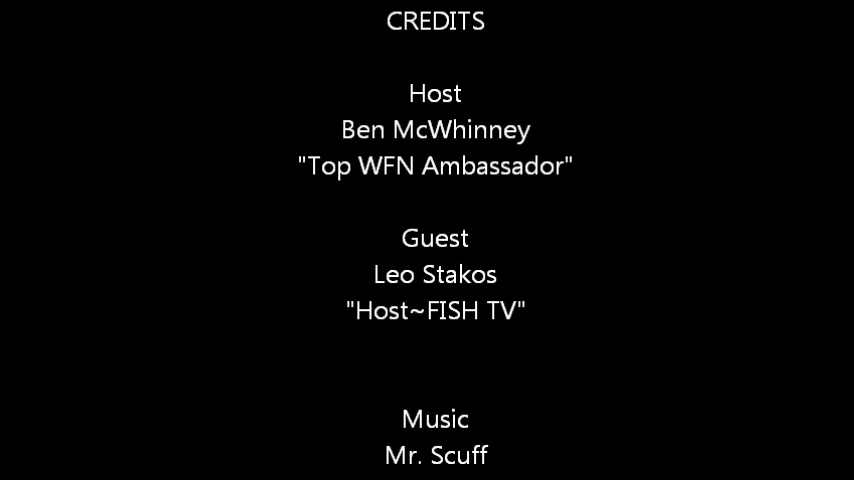 CREDITS
Host
Ben McWhinney
"Top WFN Ambassador"
Guest
Leo Stakos
"Host~FISH TV"
Music
Mr. Scuff